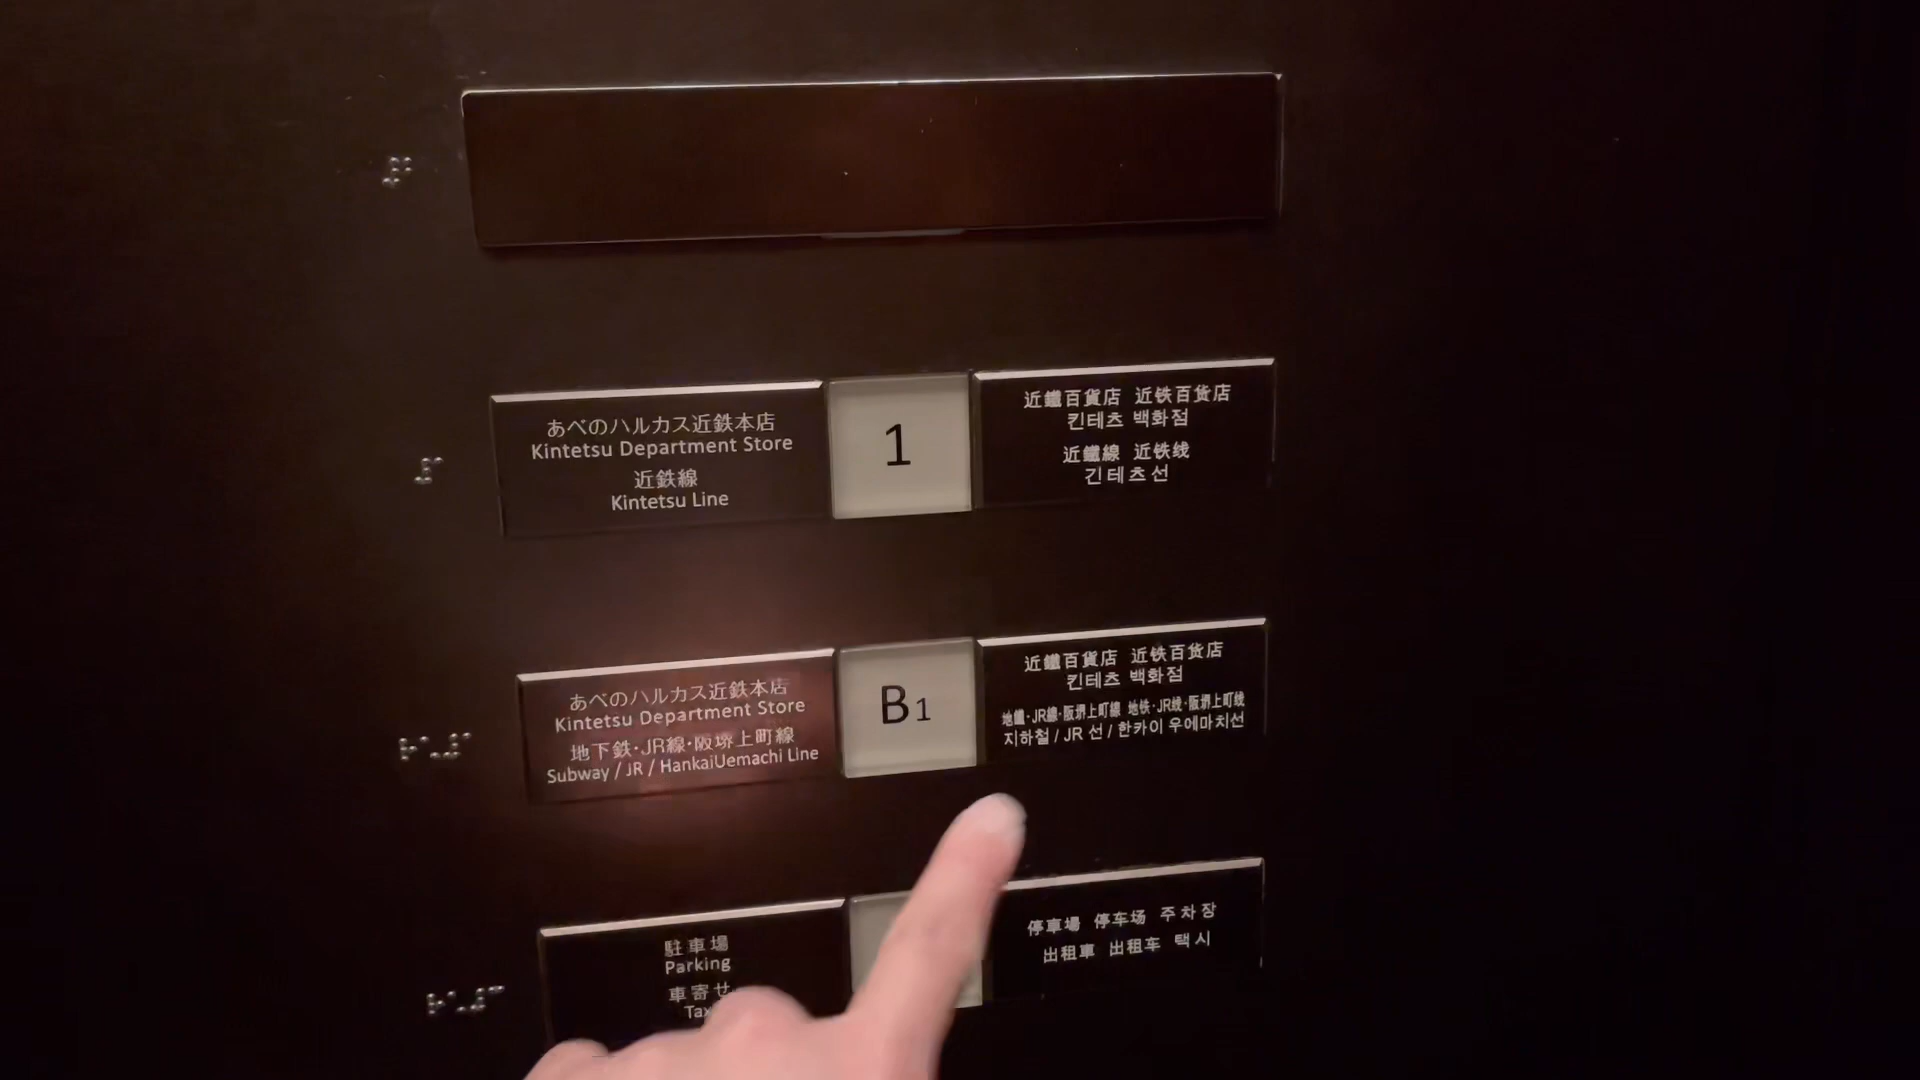 あべのハルカス近鉄本店
Kintetsu Department Store
近鉄線
Kintetsu Line
1
近鐵百貨店 近铁百货店
킨테츠 백화점
近鐵線 近铁线
긴테츠선
あべのハルカス近鉄本店
Kintetsu Department Store
地下鉄・JR線・阪堺上町線
Subway / JR / HankaiUemachi Line
B1
近鐵百貨店 近铁百货店
킨테츠 백화점
地鐵・JR線・阪堺上町線 地铁・JR线・阪堺上町线
지하철 / JR 선 / 한카이 우에마치선
駐車場
Parking
車寄せ
停車場 停车场 주차장
出租車 出租车 택시